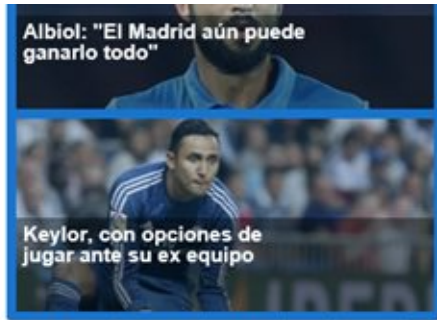 Albiol: "El Madrid aún puede
ganarlo todo"
Keylor, con opciones de
jugar ante su ex equipo